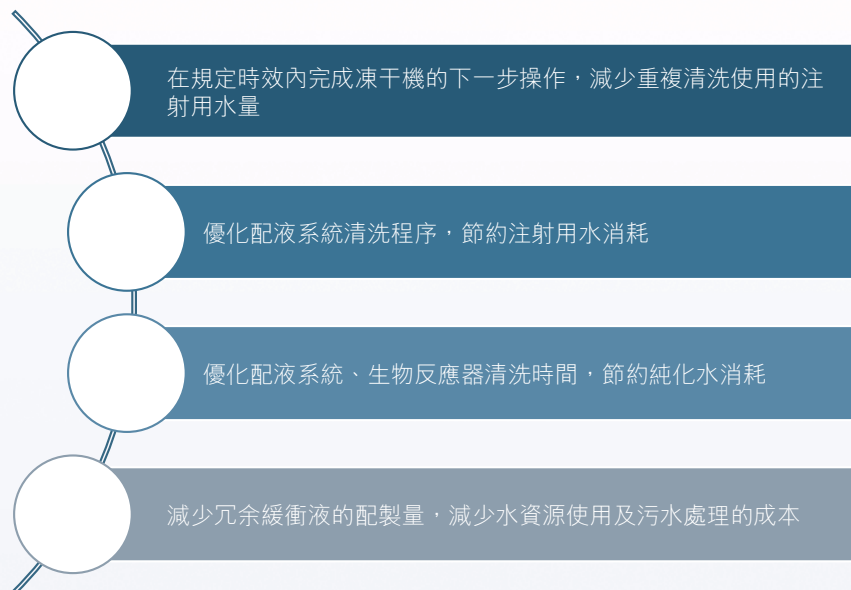 在規定時效內完成凍干機的下一步操作，減少重複清洗使用的注
射用水量
優化配液系統清洗程序，節約注射用水消耗
優化配液系統、生物反應器清洗時間，節約純化水消耗
減少冗余緩衝液的配製量，減少水資源使用及污水處理的成本